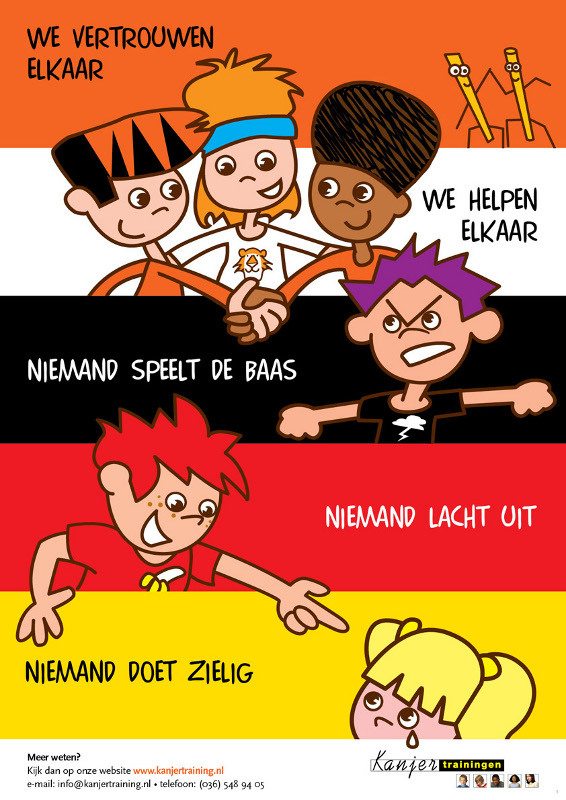 WE VERTROUWEN
ELKAAR
WE HELPEN
ELKAAR
NIEMAND SPEELT DE BAAS
NIEMAND LACHT UIT
NIEMAND DOET ZIELIG
Meer weten?
Kijk dan op onze website www.kanjertraining.nl
e-mail: info@kanjertraining.nl • telefoon: (036) 548 94 05
Kanjer trainingen